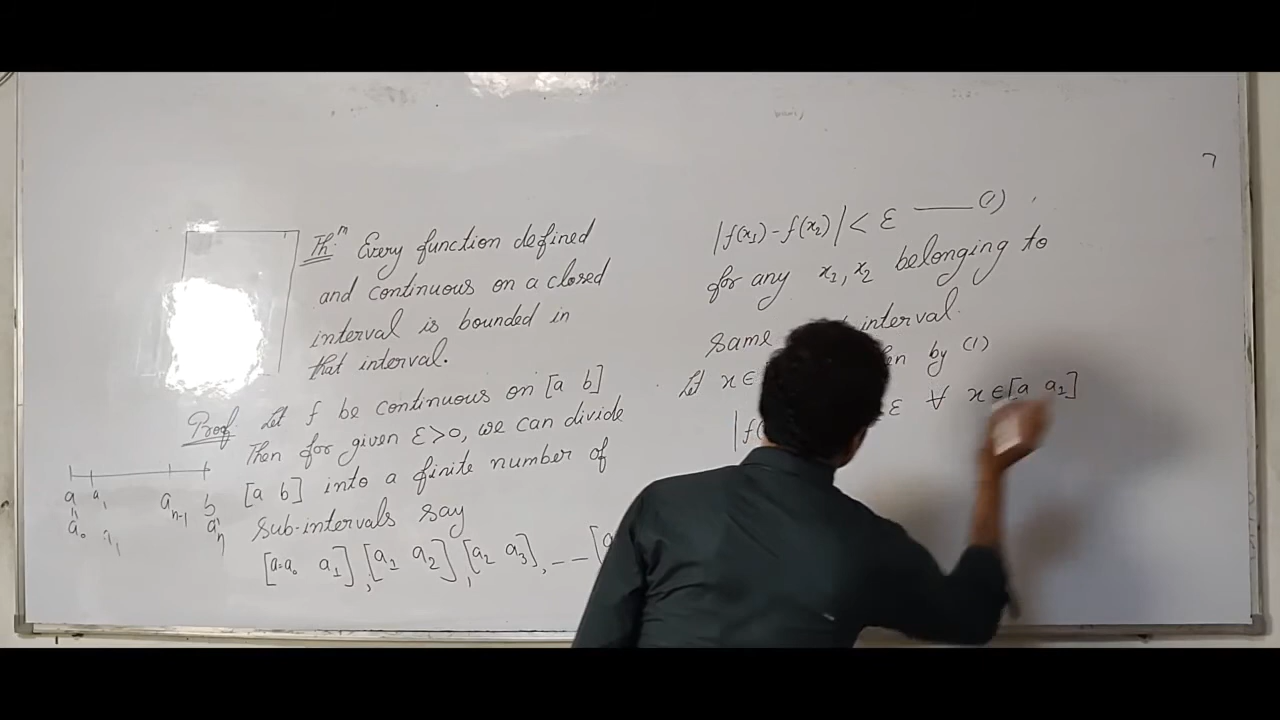 Th.ᵐ Every function defined
and continuous on a closed
interval is bounded in
that interval.
Proof Let f be continuous on [a b]
Then for given ε>0, we can divide
[a b] into a finite number of
sub-intervals say
[a=a₀ a₁], [a₁ a₂], [a₂ a₃], -- [a
a a₁ aₙ₋₁ b
a₀ a₁ aₙ
|f(x₁)-f(x₂)| < ε —— (1)
for any x₁, x₂ belonging to
same interval.
Let x ∈ by (1)
|f( ε ∀ x ∈ [a a₁]